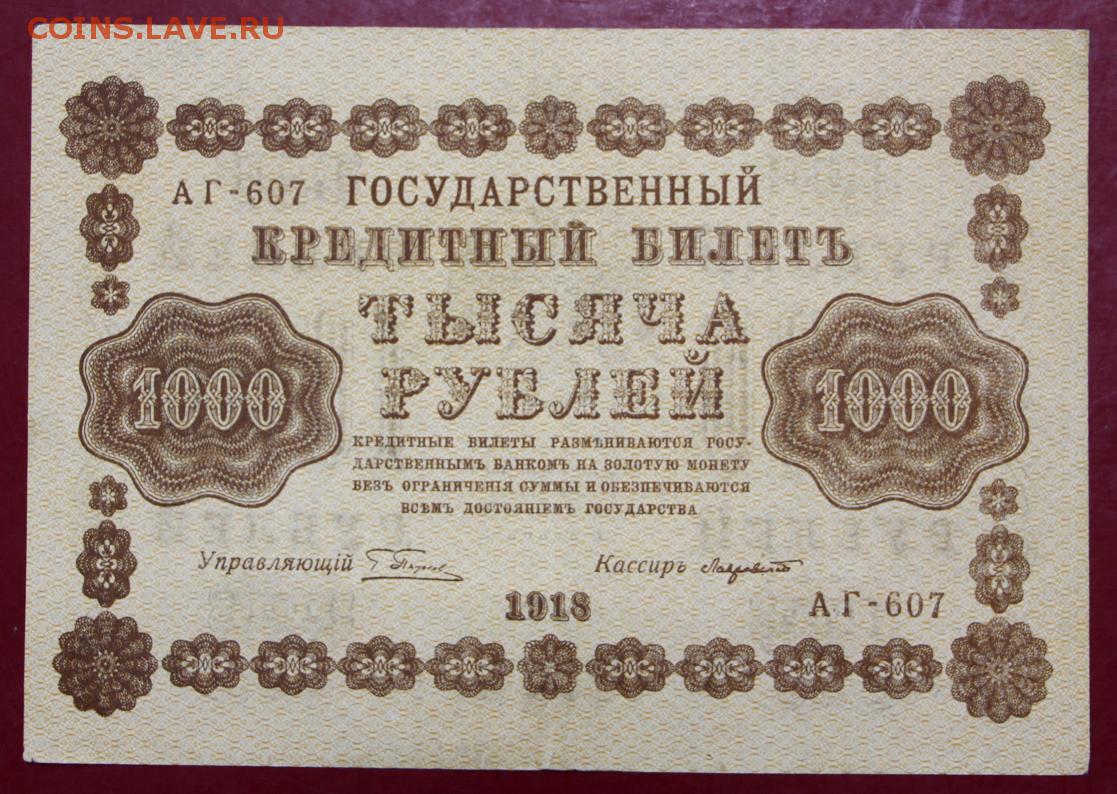 COINS.LAVE.RU
АГ-607 ГОСУДАРСТВЕННЫЙ
КРЕДИТНЫЙ БИЛЕТЪ
ТЫСЯЧА
РУБЛЕЙ
1000 1000
КРЕДИТНЫЕ БИЛЕТЫ РАЗМѢНИВАЮТСЯ ГОСУ-
ДАРСТВЕННЫМЪ БАНКОМЪ НА ЗОЛОТУЮ МОНЕТУ
БЕЗЪ ОГРАНИЧЕНІЯ СУММЫ И ОБЕЗПЕЧИВАЮТСЯ
ВСѢМЪ ДОСТОЯНІЕМЪ ГОСУДАРСТВА
Управляющій Кассиръ
1918 АГ-607